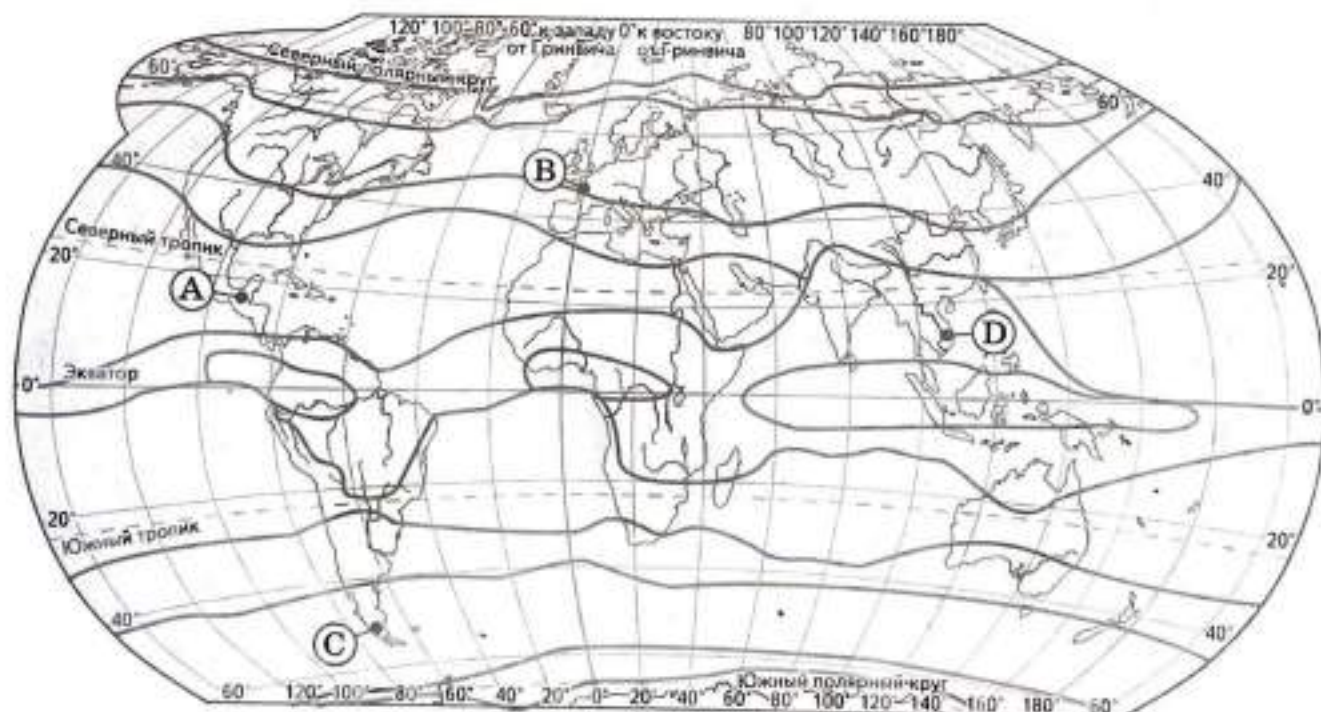 120° 100° 80° 60° к западу 0° к востоку 80° 100° 120° 140° 160° 180°
от Гринвича от Гринвича
Северный полярный круг
60°
60°
40°
40°
B
Северный тропик
20°
20°
A
D
Экватор
0°
0°
20°
Южный тропик
20°
40°
40°
C
Южный полярный круг
60° 120° 100° 80° 60° 40° 20° 0° 20° 40° 60° 80° 120° 140° 160° 180° 60°